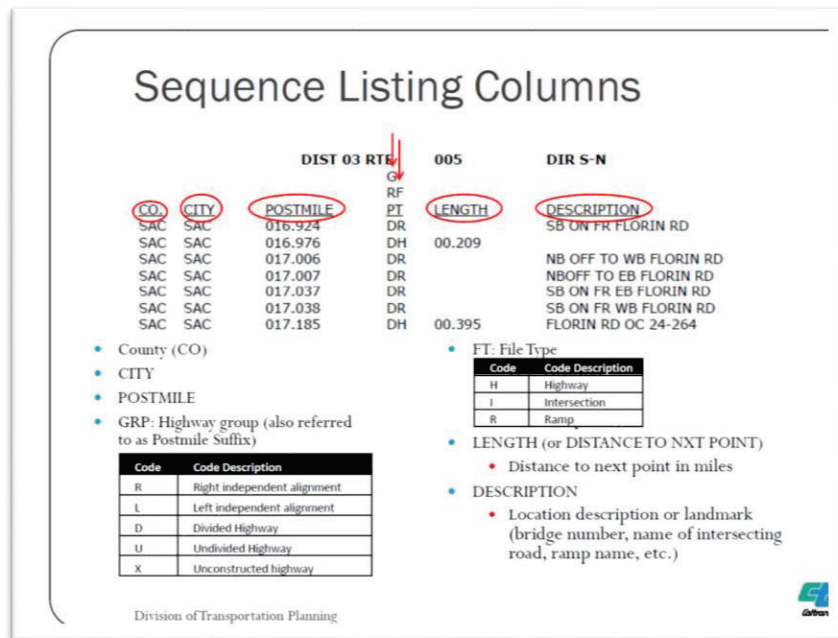 Sequence Listing Columns
DIST 03 RTE 005 DIR S-N
G
RF
CO. CITY POSTMILE PT LENGTH DESCRIPTION
SAC SAC 016.924 DR SB ON FR FLORIN RD
SAC SAC 016.976 DH 00.209
SAC SAC 017.006 DR NB OFF TO WB FLORIN RD
SAC SAC 017.007 DR NBOFF TO EB FLORIN RD
SAC SAC 017.037 DR SB ON FR EB FLORIN RD
SAC SAC 017.038 DR SB ON FR WB FLORIN RD
SAC SAC 017.185 DH 00.395 FLORIN RD OC 24-264
• County (CO)
• CITY
• POSTMILE
• GRP: Highway group (also referred
to as Postmile Suffix)
Code Code Description
R Right independent alignment
L Left independent alignment
D Divided Highway
U Undivided Highway
X Unconstructed highway
• FT: File Type
Code Code Description
H Highway
I Intersection
R Ramp
• LENGTH (or DISTANCE TO NXT POINT)
• Distance to next point in miles
• DESCRIPTION
• Location description or landmark
(bridge number, name of intersecting
road, ramp name, etc.)
Division of Transportation Planning